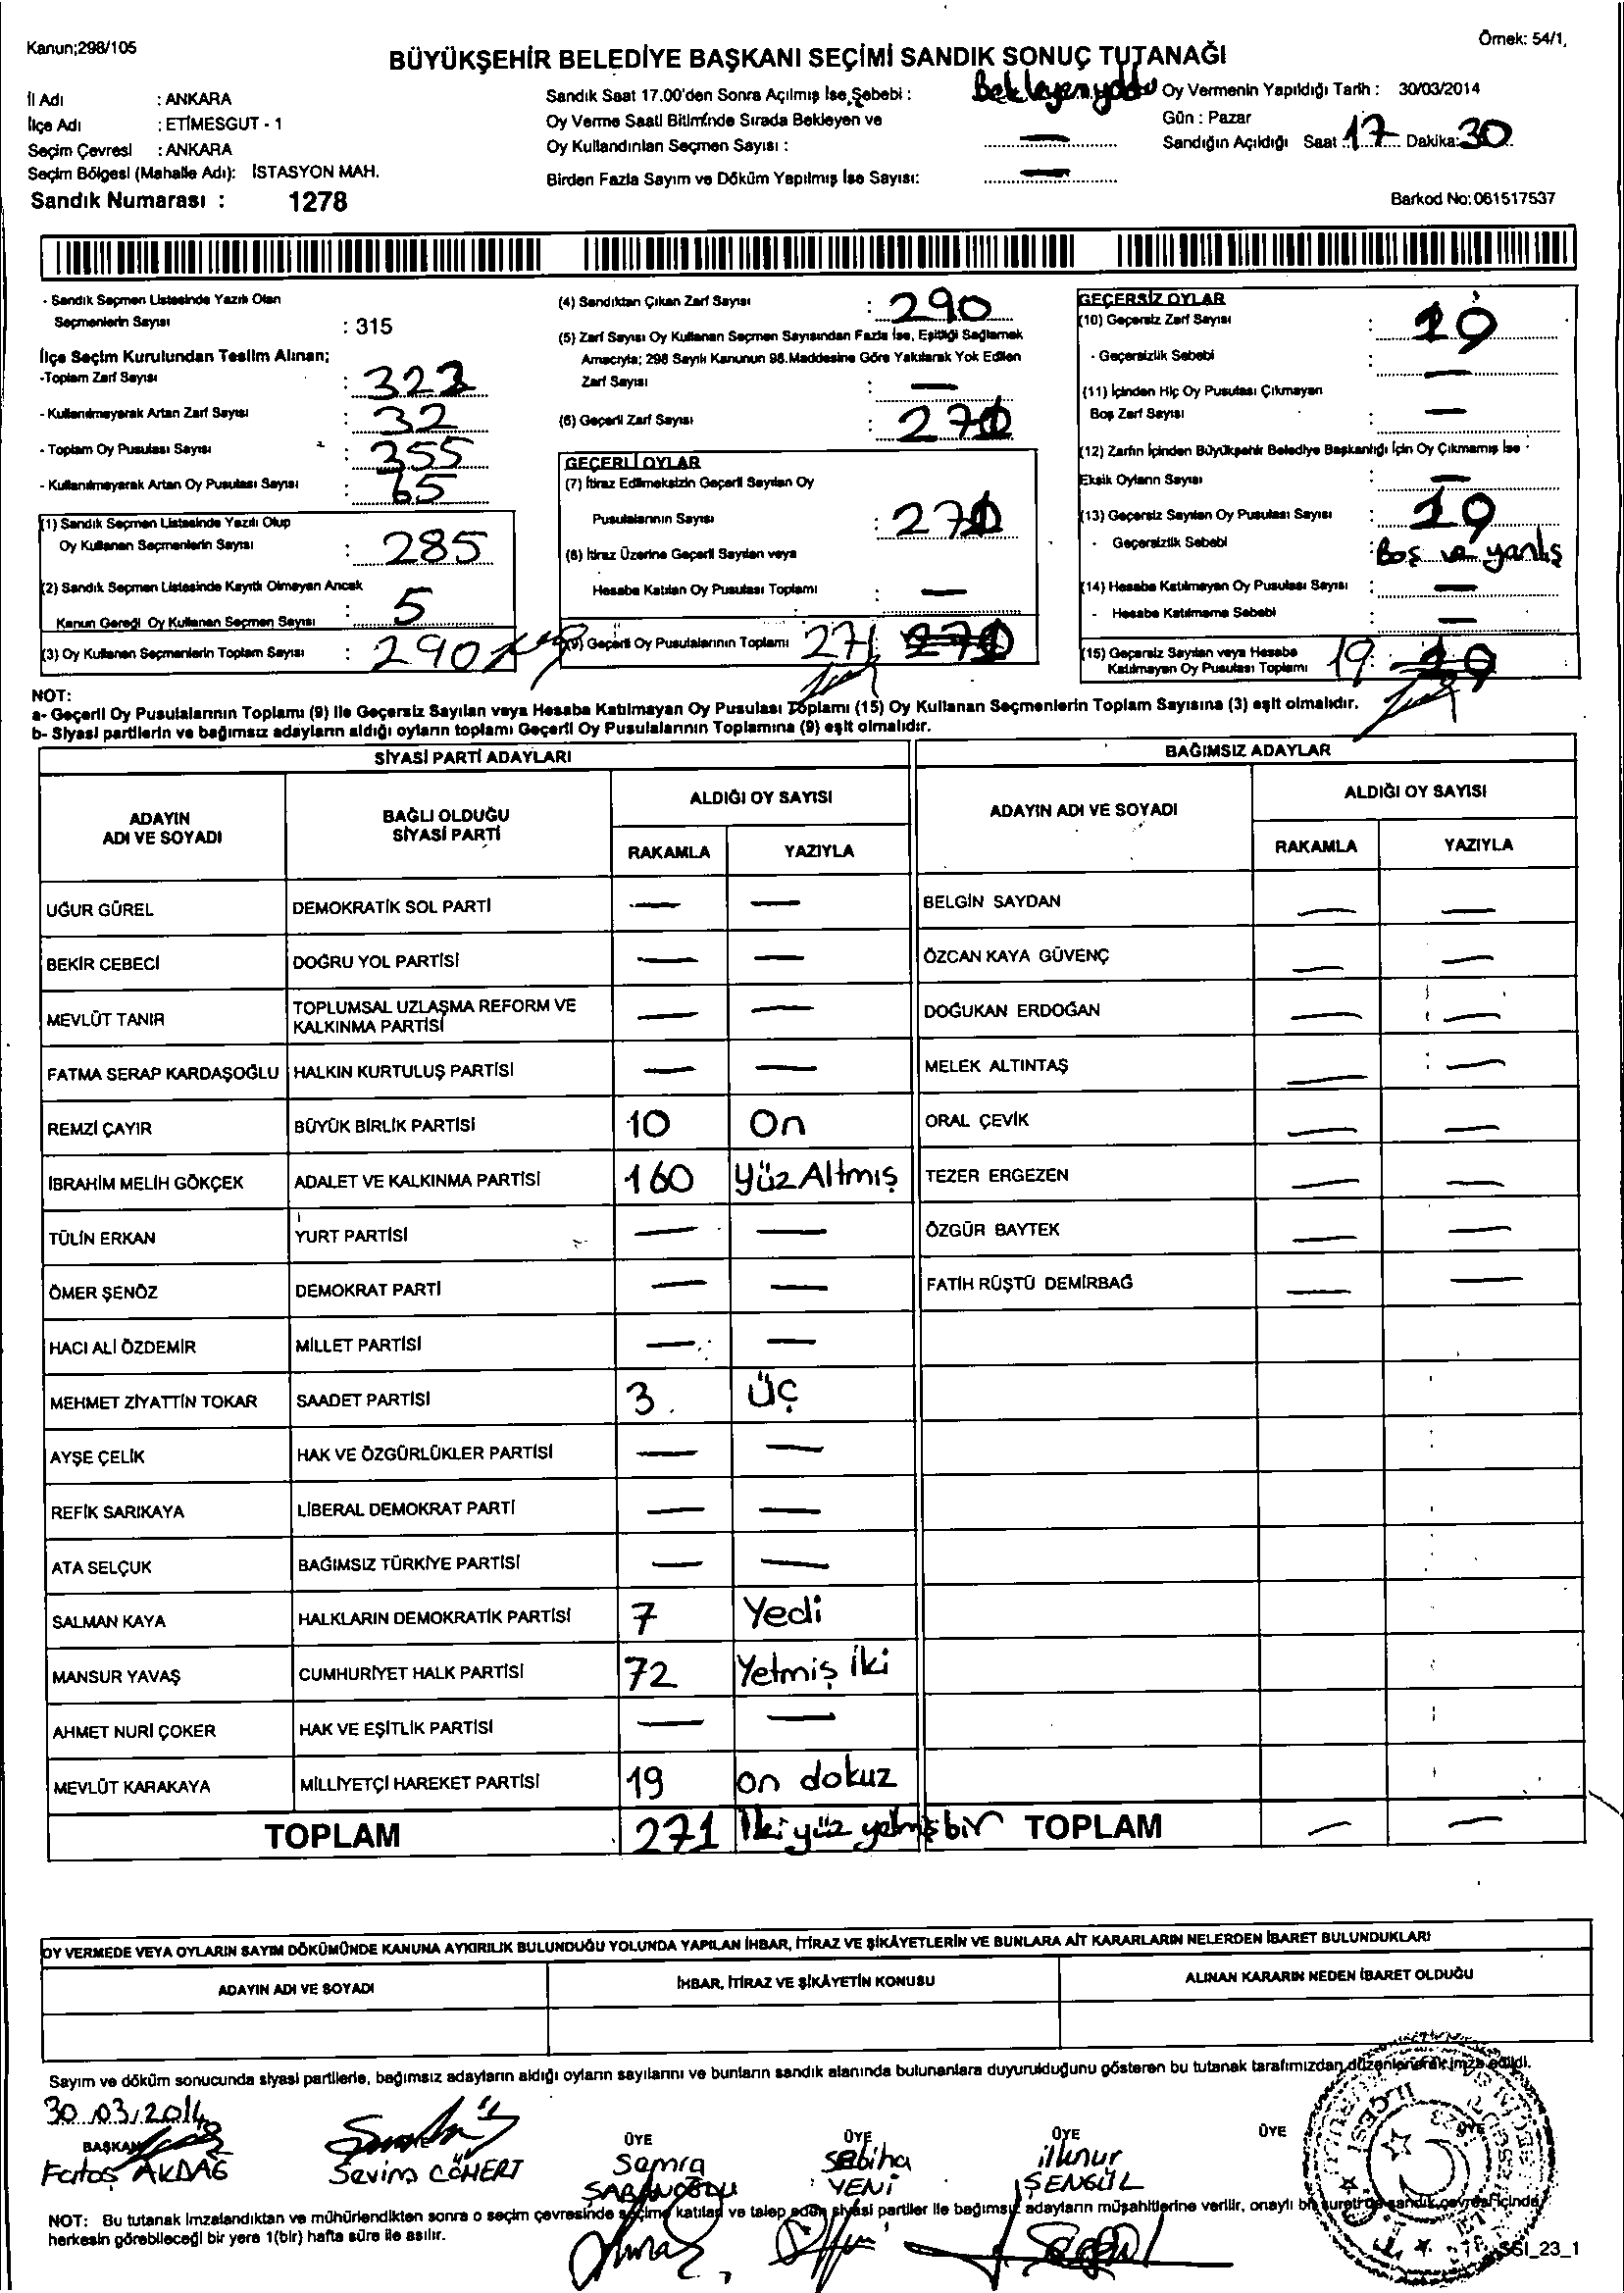 Kanun;298/105
Örnek: 54/1,
BÜYÜKŞEHİR BELEDİYE BAŞKANI SEÇİMİ SANDIK SONUÇ TUTANAĞI
İl Adı : ANKARA
İlçe Adı : ETİMESGUT - 1
Seçim Çevresi : ANKARA
Seçim Bölgesi (Mahalle Adı): İSTASYON MAH.
Sandık Numarası : 1278
Sandık Saat 17.00'den Sonra Açılmış İse Sebebi : Bekleyen yoktu
Oy Verme Saati Bitiminde Sırada Bekleyen ve
Oy Kullandırılan Seçmen Sayısı : —
Birden Fazla Sayım ve Döküm Yapılmış İse Sayısı: —
Oy Vermenin Yapıldığı Tarih : 30/03/2014
Gün : Pazar
Sandığın Açıldığı Saat 17 Dakika: 30
Barkod No: 061517537
- Sandık Seçmen Listesinde Yazılı Olan
Seçmenlerin Sayısı : 315
İlçe Seçim Kurulundan Teslim Alınan;
-Toplam Zarf Sayısı : 322
- Kullanılmayarak Artan Zarf Sayısı : 32
- Toplam Oy Pusulası Sayısı : 355
- Kullanılmayarak Artan Oy Pusulası Sayısı : 65
(1) Sandık Seçmen Listesinde Yazılı Olup
Oy Kullanan Seçmenlerin Sayısı : 285
(2) Sandık Seçmen Listesinde Kayıtlı Olmayan Ancak
Kanun Gereği Oy Kullanan Seçmen Sayısı : 5
(3) Oy Kullanan Seçmenlerin Toplam Sayısı : 290
(4) Sandıktan Çıkan Zarf Sayısı : 290
(5) Zarf Sayısı Oy Kullanan Seçmen Sayısından Fazla İse, Eşitliği Sağlamak
Amacıyla; 298 Sayılı Kanunun 98.Maddesine Göre Yakılarak Yok Edilen
Zarf Sayısı : —
(6) Geçerli Zarf Sayısı : 271
GEÇERLİ OYLAR
(7) İtiraz Edilmeksizin Geçerli Sayılan Oy
Pusulalarının Sayısı : 271
(8) İtiraz Üzerine Geçerli Sayılan veya
Hesaba Katılan Oy Pusulası Toplamı : —
(9) Geçerli Oy Pusulalarının Toplamı 271 271
GEÇERSİZ OYLAR
(10) Geçersiz Zarf Sayısı : 19
- Geçersizlik Sebebi : —
(11) İçinden Hiç Oy Pusulası Çıkmayan
Boş Zarf Sayısı : —
(12) Zarfın İçinden Büyükşehir Belediye Başkanlığı İçin Oy Çıkmamış İse
Eksik Oyların Sayısı : —
(13) Geçersiz Sayılan Oy Pusulası Sayısı : 19
- Geçersizlik Sebebi : Boş ve yanlış
(14) Hesaba Katılmayan Oy Pusulası Sayısı : —
- Hesaba Katılmama Sebebi : —
(15) Geçersiz Sayılan veya Hesaba
Katılmayan Oy Pusulası Toplamı 19 : 19
NOT:
a- Geçerli Oy Pusulalarının Toplamı (9) ile Geçersiz Sayılan veya Hesaba Katılmayan Oy Pusulası Toplamı (15) Oy Kullanan Seçmenlerin Toplam Sayısına (3) eşit olmalıdır.
b- Siyasi partilerin ve bağımsız adayların aldığı oyların toplamı Geçerli Oy Pusulalarının Toplamına (9) eşit olmalıdır.
SİYASİ PARTİ ADAYLARI
BAĞIMSIZ ADAYLAR
ADAYIN
ADI VE SOYADI
BAĞLI OLDUĞU
SİYASİ PARTİ
ALDIĞI OY SAYISI
RAKAMLA YAZIYLA
ADAYIN ADI VE SOYADI
ALDIĞI OY SAYISI
RAKAMLA YAZIYLA
UĞUR GÜREL DEMOKRATİK SOL PARTİ — — BELGİN SAYDAN — —
BEKİR CEBECİ DOĞRU YOL PARTİSİ — — ÖZCAN KAYA GÜVENÇ — —
MEVLÜT TANIR TOPLUMSAL UZLAŞMA REFORM VE
KALKINMA PARTİSİ — — DOĞUKAN ERDOĞAN — —
FATMA SERAP KARDAŞOĞLU HALKIN KURTULUŞ PARTİSİ — — MELEK ALTINTAŞ — —
REMZİ ÇAYIR BÜYÜK BİRLİK PARTİSİ 10 On ORAL ÇEVİK — —
İBRAHİM MELİH GÖKÇEK ADALET VE KALKINMA PARTİSİ 160 YüzAltmış TEZER ERGEZEN — —
TÜLİN ERKAN YURT PARTİSİ — — ÖZGÜR BAYTEK — —
ÖMER ŞENÖZ DEMOKRAT PARTİ — — FATİH RÜŞTÜ DEMİRBAĞ — —
HACI ALİ ÖZDEMİR MİLLET PARTİSİ — —
MEHMET ZİYATTİN TOKAR SAADET PARTİSİ 3 üç
AYŞE ÇELİK HAK VE ÖZGÜRLÜKLER PARTİSİ — —
REFİK SARIKAYA LİBERAL DEMOKRAT PARTİ — —
ATA SELÇUK BAĞIMSIZ TÜRKİYE PARTİSİ — —
SALMAN KAYA HALKLARIN DEMOKRATİK PARTİSİ 7 Yedi
MANSUR YAVAŞ CUMHURİYET HALK PARTİSİ 72 Yetmiş iki
AHMET NURİ ÇOKER HAK VE EŞİTLİK PARTİSİ — —
MEVLÜT KARAKAYA MİLLİYETÇİ HAREKET PARTİSİ 19 on dokuz
TOPLAM 271 İki yüz yetmiş bir TOPLAM — —
OY VERMEDE VEYA OYLARIN SAYIM DÖKÜMÜNDE KANUNA AYKIRILIK BULUNDUĞU YOLUNDA YAPILAN İHBAR, İTİRAZ VE ŞİKÂYETLERİN VE BUNLARA AİT KARARLARIN NELERDEN İBARET BULUNDUKLARI
ADAYIN ADI VE SOYADI İHBAR, İTİRAZ VE ŞİKÂYETİN KONUSU ALINAN KARARIN NEDEN İBARET OLDUĞU
Sayım ve döküm sonucunda siyasi partilerle, bağımsız adayların aldığı oyların sayılarını ve bunların sandık alanında bulunanlara duyurulduğunu gösteren bu tutanak tarafımızdan düzenlenerek imza edildi.
30.03.2014
BAŞKAN ÜYE ÜYE ÜYE ÜYE
Fatoş AKDAĞ Sevim Semra Sabiha ilknur
ŞABANOĞLU YENİ ŞENGÜL
NOT: Bu tutanak imzalandıktan ve mühürlendikten sonra o seçim çevresinde seçime katılan ve talep eden siyasi partiler ile bağımsız adayların müşahitlerine verilir, onaylı bir sureti de sandık çevresi içinde
herkesin görebileceği bir yere 1(bir) hafta süre ile asılır.
SSI_23_1